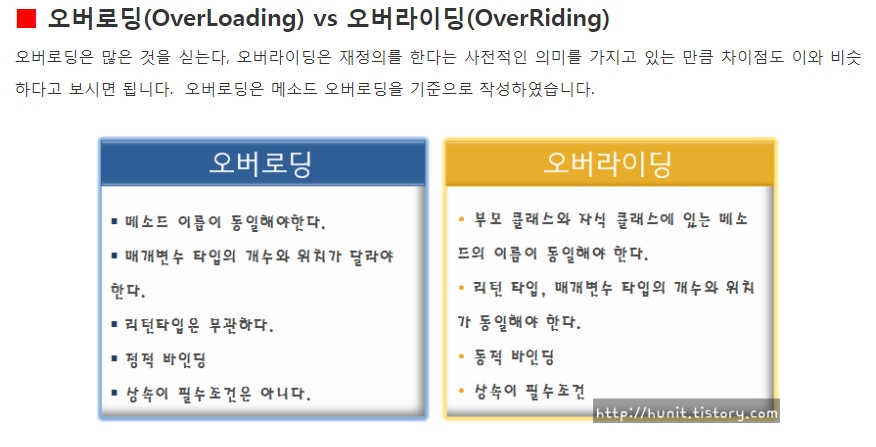 ■ 오버로딩(OverLoading) vs 오버라이딩(OverRiding)
오버로딩은 많은 것을 싣는다, 오버라이딩은 재정의를 한다는 사전적인 의미를 가지고 있는 만큼 차이점도 이와 비슷
하다고 보시면 됩니다. 오버로딩은 메소드 오버로딩을 기준으로 작성하였습니다.
오버로딩
▪ 메소드 이름이 동일해야한다.
▪ 매개변수 타입의 개수와 위치가 달라야
한다.
▪ 리턴타입은 무관하다.
▪ 정적 바인딩
▪ 상속이 필수조건은 아니다.
오버라이딩
• 부모 클래스와 자식 클래스에 있는 메소
드의 이름이 동일해야 한다.
• 리턴 타입, 매개변수 타입의 개수와 위치
가 동일해야 한다.
• 동적 바인딩
• 상속이 필수조건
http://hunit.tistory.com